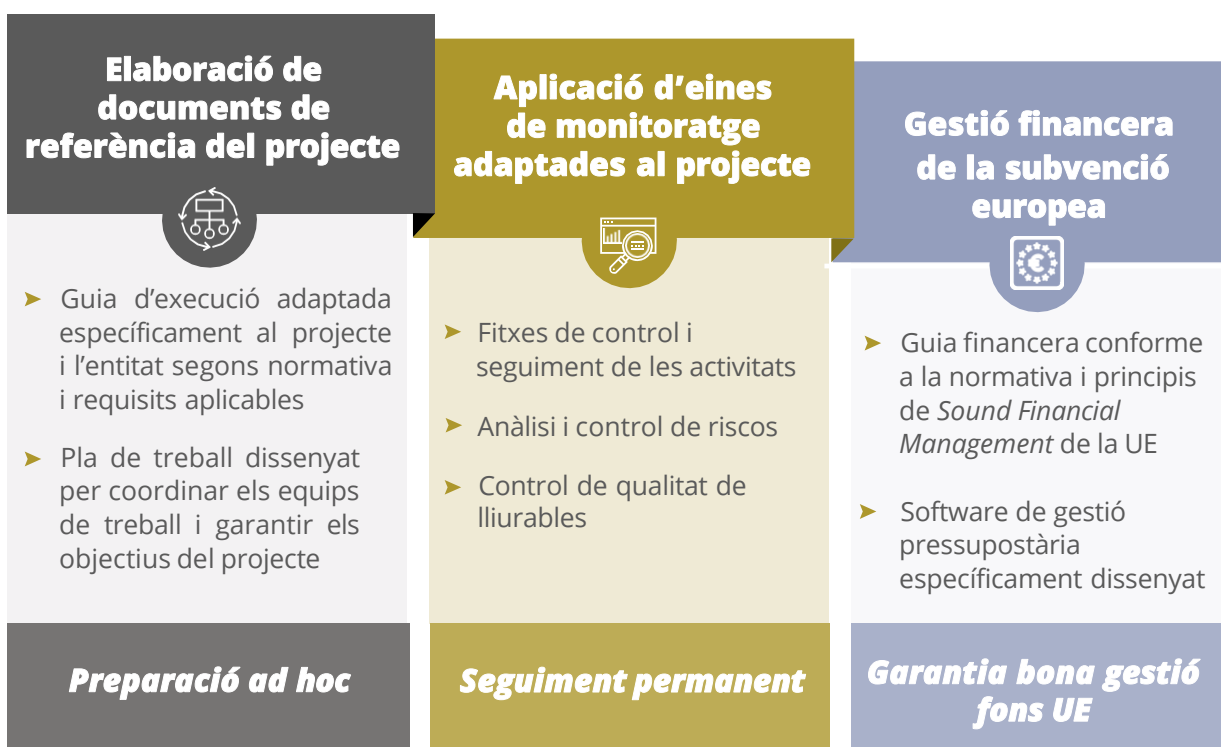 Elaboració de
documents de
referència del projecte
➤ Guia d’execució adaptada
específicament al projecte
i l’entitat segons normativa
i requisits aplicables
➤ Pla de treball dissenyat
per coordinar els equips
de treball i garantir els
objectius del projecte
Preparació ad hoc
Aplicació d’eines
de monitoratge
adaptades al projecte
➤ Fitxes de control i
seguiment de les activitats
➤ Anàlisi i control de riscos
➤ Control de qualitat de
lliurables
Seguiment permanent
Gestió financera
de la subvenció
europea
€
➤ Guia financera conforme
a la normativa i principis
de Sound Financial
Management de la UE
➤ Software de gestió
pressupostària
específicament dissenyat
Garantia bona gestió
fons UE